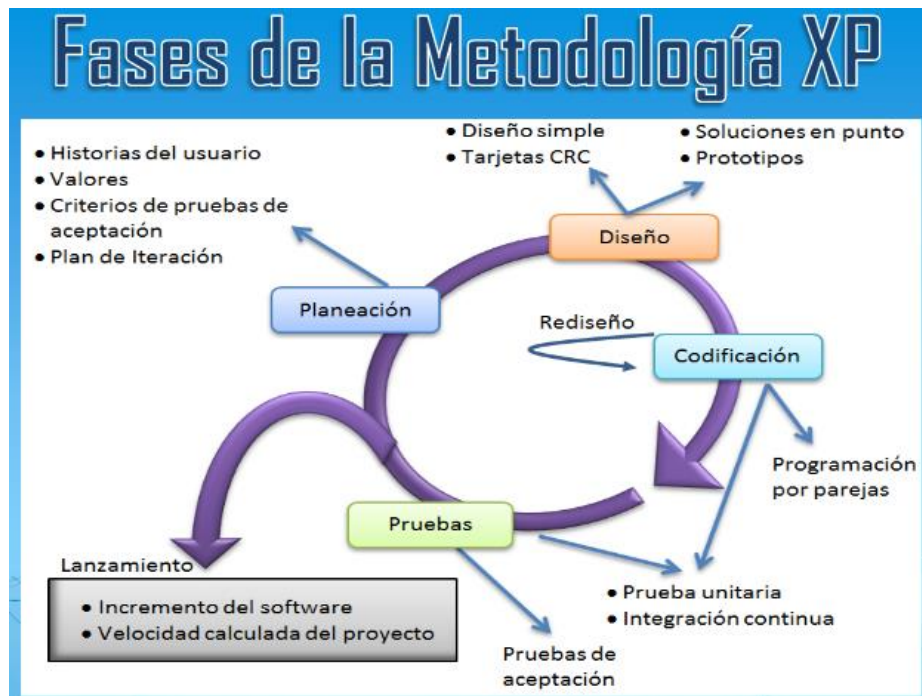 Fases de la Metodología XP
• Historias del usuario
• Valores
• Criterios de pruebas de
aceptación
• Plan de Iteración
• Diseño simple
• Tarjetas CRC
• Soluciones en punto
• Prototipos
Diseño
Planeación
Rediseño
Codificación
Programación
por parejas
Pruebas
Lanzamiento
• Incremento del software
• Velocidad calculada del proyecto
• Prueba unitaria
• Integración continua
Pruebas de
aceptación